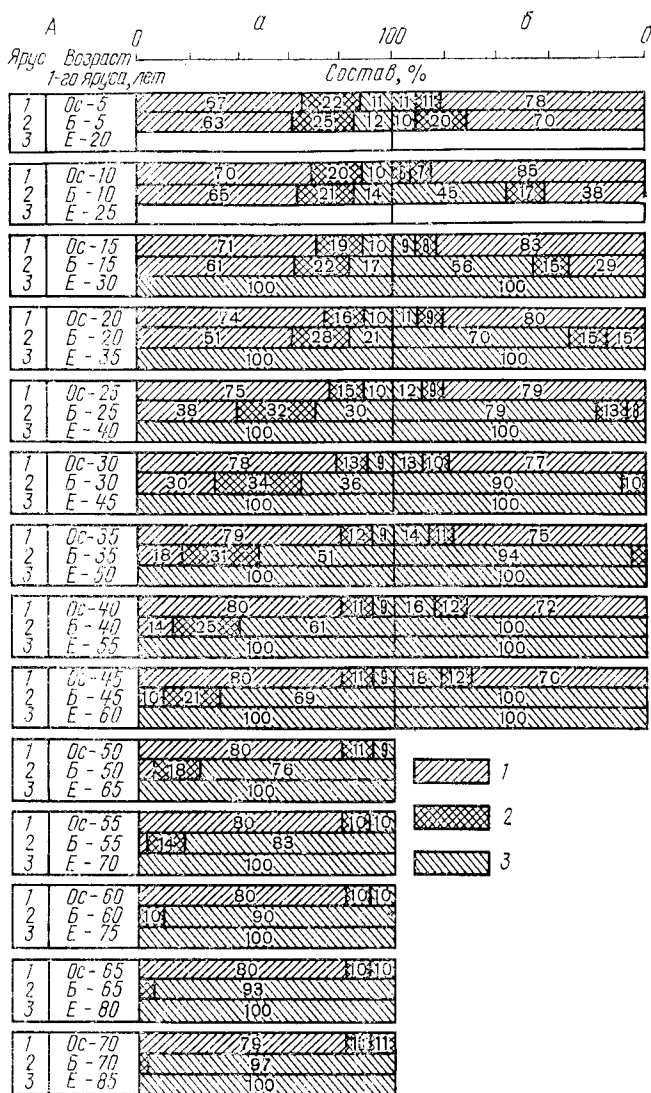 А а б
0 100 0
Ярус Возраст 1-го яруса, лет Состав, %
1 Ос-5 57 22 11 11 11 78
2 Б-5 63 25 12 10 20 70
3 Е-20
1 Ос-10 70 20 10 7 85
2 Б-10 65 21 14 45 17 38
3 Е-25
1 Ос-15 71 19 10 9 8 83
2 Б-15 61 22 17 56 15 29
3 Е-30 100 100
1 Ос-20 74 16 10 11 9 80
2 Б-20 51 28 21 70 15 15
3 Е-35 100 100
1 Ос-25 75 15 10 12 9 79
2 Б-25 38 32 30 79 13 8
3 Е-40 100 100
1 Ос-30 78 13 9 13 10 77
2 Б-30 30 34 36 90 10
3 Е-45 100 100
1 Ос-35 79 12 9 14 11 75
2 Б-35 18 31 51 94
3 Е-50 100 100
1 Ос-40 80 11 9 16 12 72
2 Б-40 14 25 61 100
3 Е-55 100 100
1 Ос-45 80 11 9 18 12 70
2 Б-45 10 21 69 100
3 Е-60 100 100
1 Ос-50 80 11 9
2 Б-50 18 76
3 Е-65 100
1 Ос-55 80 10 10
2 Б-55 14 83
3 Е-70 100
1 Ос-60 80 10 10
2 Б-60 10 90
3 Е-75 100
1 Ос-65 80 10 10
2 Б-65 93
3 Е-80 100
1 Ос-70 79 10 11
2 Б-70 97
3 Е-85 100
1
2
3